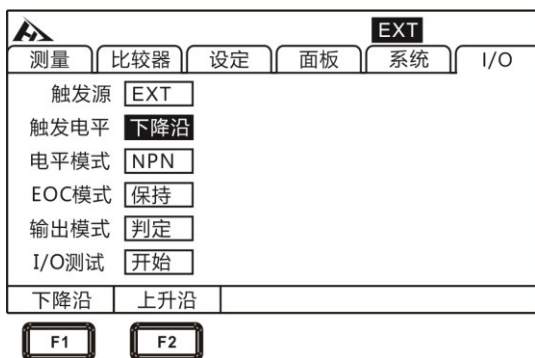 EXT
测量 比较器 设定 面板 系统 I/O
触发源 EXT
触发电平 下降沿
电平模式 NPN
EOC模式 保持
输出模式 判定
I/O测试 开始
下降沿 上升沿
F1 F2